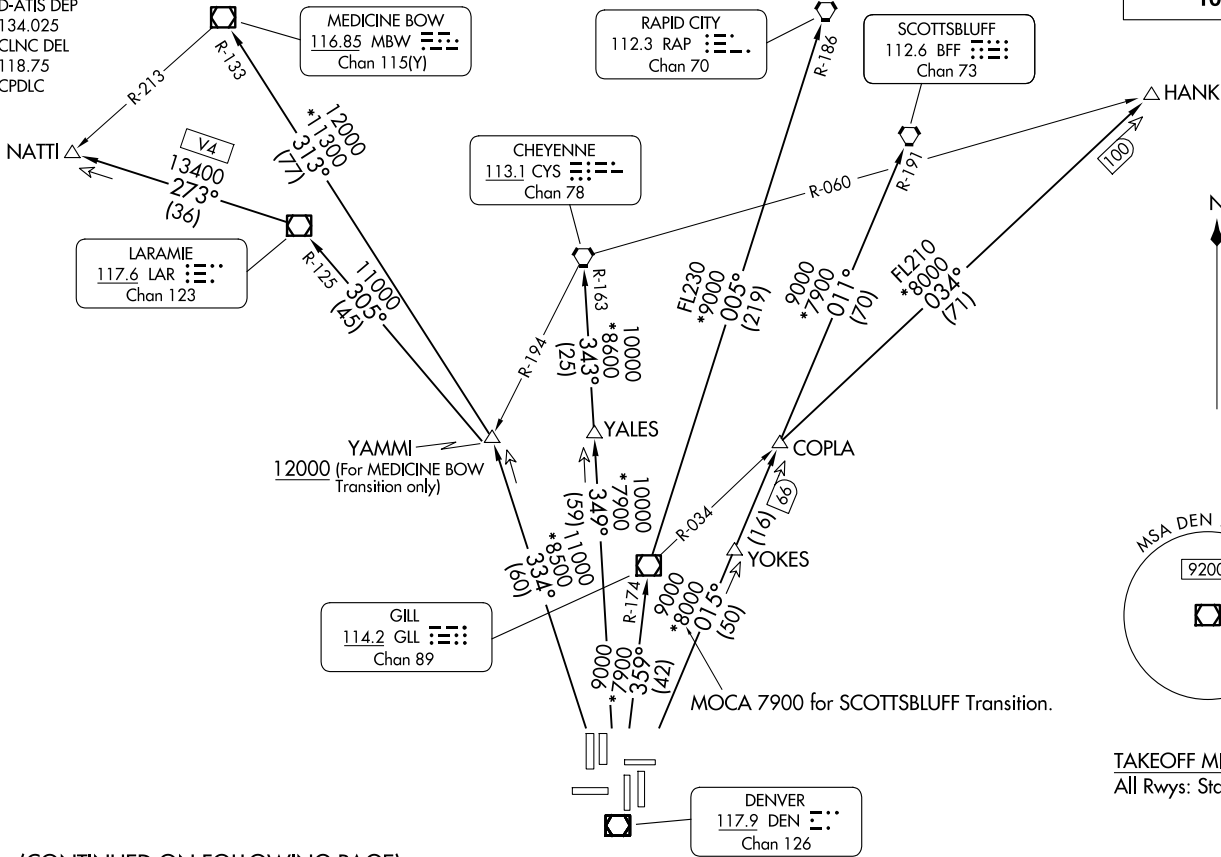 D-ATIS DEP
134.025
CLNC DEL
118.75
CPDLC
MEDICINE BOW
116.85 MBW
Chan 115(Y)
RAPID CITY
112.3 RAP
Chan 70
SCOTTSBLUFF
112.6 BFF
Chan 73
R-133
R-213
R-186
HANK
NATTI
V4
13400
273°
(36)
12000
*11300
313°
(77)
CHEYENNE
113.1 CYS
Chan 78
R-191
100
R-060
N
LARAMIE
117.6 LAR
Chan 123
R-125
11000
305°
(45)
R-163
R-194
10000
*8600
343°
(25)
FL230
*9000
005°
(219)
9000
*7900
011°
(70)
FL210
*8000
034°
(71)
YAMMI
12000 (For MEDICINE BOW
Transition only)
YALES
COPLA
R-034
(16)
66
YOKES
11000
*8500
334°
(60)
10000
*7900
349°
(59)
GILL
114.2 GLL
Chan 89
R-174
9000
*7900
359°
(42)
9000
*8000
015°
(50)
MOCA 7900 for SCOTTSBLUFF Transition.
MSA DEN
9200
DENVER
117.9 DEN
Chan 126
TAKEOFF MI
All Rwys: Sta
(CONTINUED ON FOLLOWING PAGE)